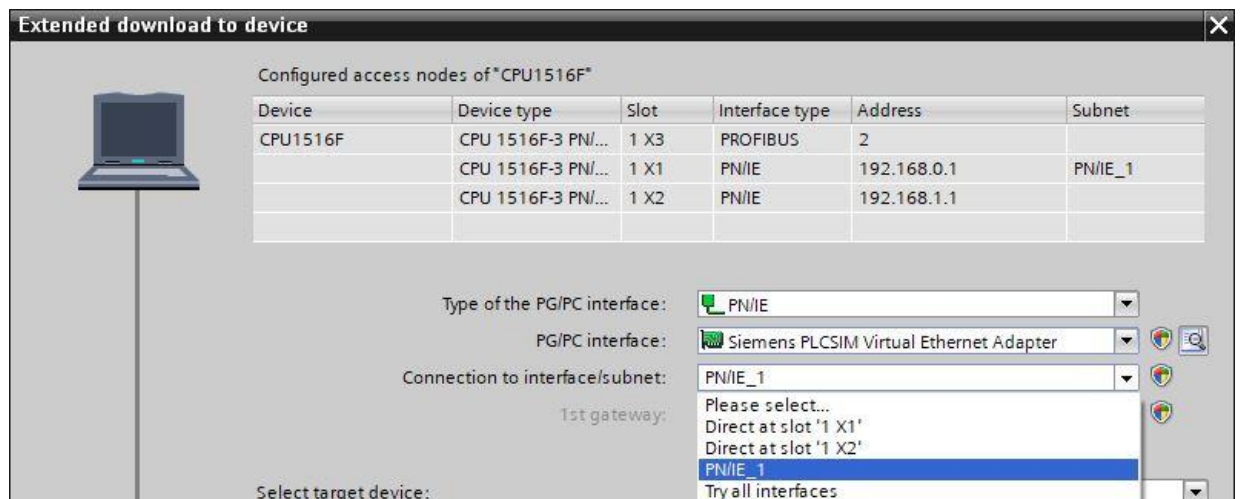 Extended download to device
Configured access nodes of "CPU1516F"
Device Device type Slot Interface type Address Subnet
CPU1516F CPU 1516F-3 PN/... 1 X3 PROFIBUS 2
CPU 1516F-3 PN/... 1 X1 PN/IE 192.168.0.1 PN/IE_1
CPU 1516F-3 PN/... 1 X2 PN/IE 192.168.1.1
Type of the PG/PC interface: PN/IE
PG/PC interface: Siemens PLCSIM Virtual Ethernet Adapter
Connection to interface/subnet: PN/IE_1
1st gateway:
Please select...
Direct at slot '1 X1'
Direct at slot '1 X2'
PN/IE_1
Try all interfaces
Select target device: